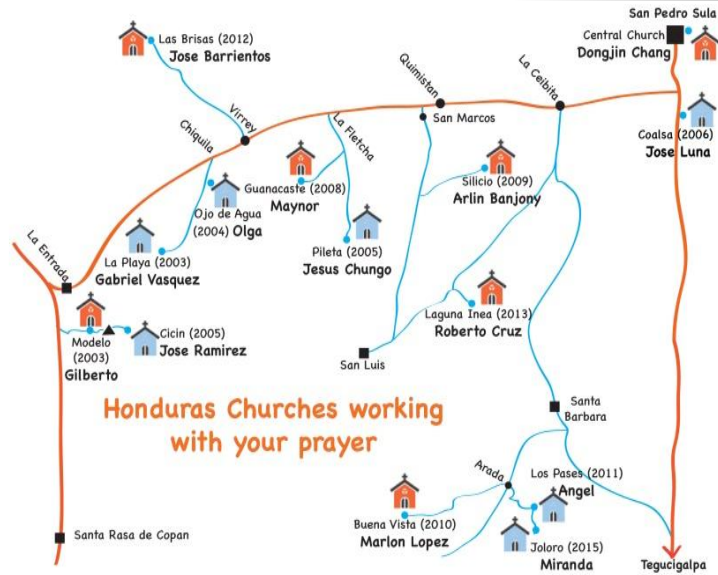 San Pedro Sula
Central Church
Dongjin Chang
Las Brisas (2012)
Jose Barrientos
Quimistan
La Ceibita
Virrey
La Fletcha
San Marcos
Chiquila
Coalsa (2006)
Jose Luna
Guanacaste (2008)
Maynor
Silicio (2009)
Arlin Banjony
Ojo de Agua
(2004) Olga
La Playa (2003)
Gabriel Vasquez
Pileta (2005)
Jesus Chungo
La Entrada
Laguna Inea (2013)
Roberto Cruz
Modelo
(2003)
Gilberto
Cicin (2005)
Jose Ramirez
San Luis
Honduras Churches working
with your prayer
Santa
Barbara
Arada
Los Pases (2011)
Angel
Buena Vista (2010)
Marlon Lopez
Joloro (2015)
Miranda
Santa Rasa de Copan
Tegucigalpa